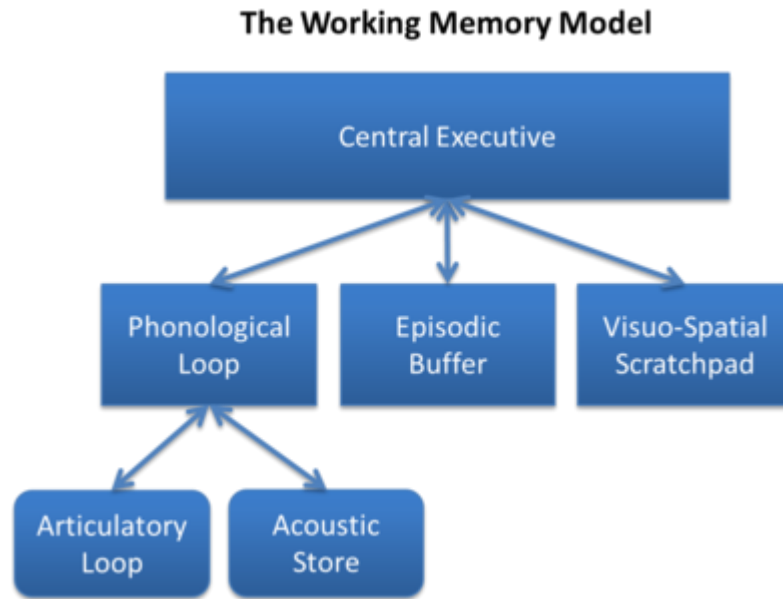 The Working Memory Model
Central Executive
Phonological
Loop
Episodic
Buffer
Visuo-Spatial
Scratchpad
Articulatory
Loop
Acoustic
Store